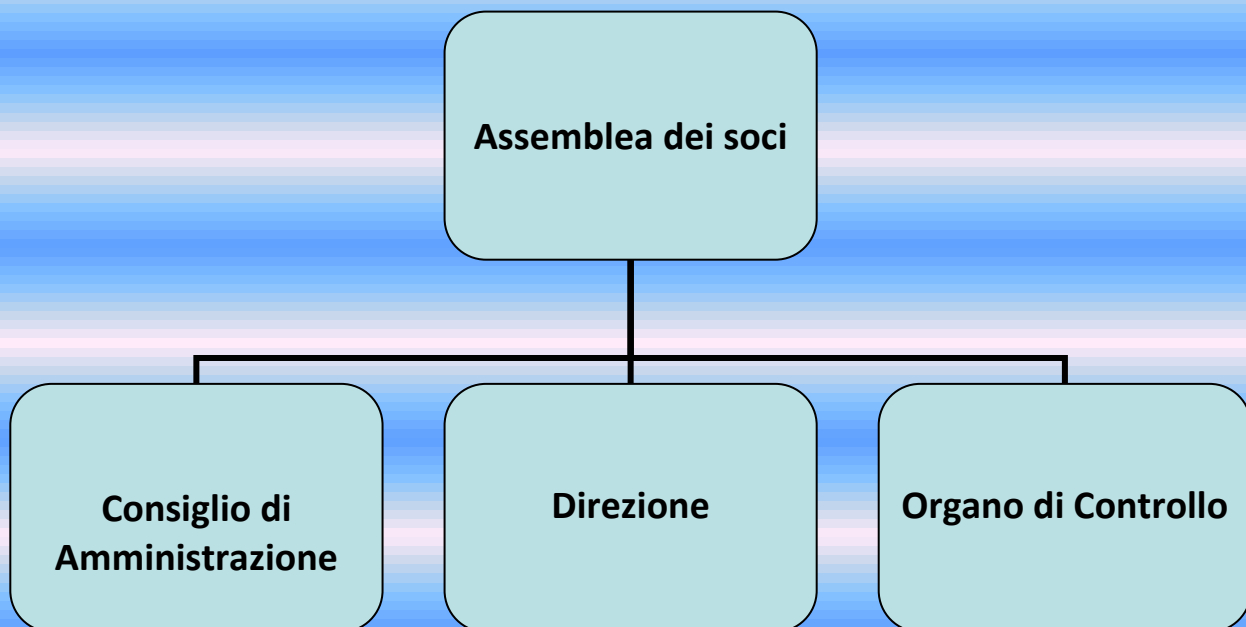 Assemblea dei soci
Consiglio di
Amministrazione
Direzione
Organo di Controllo